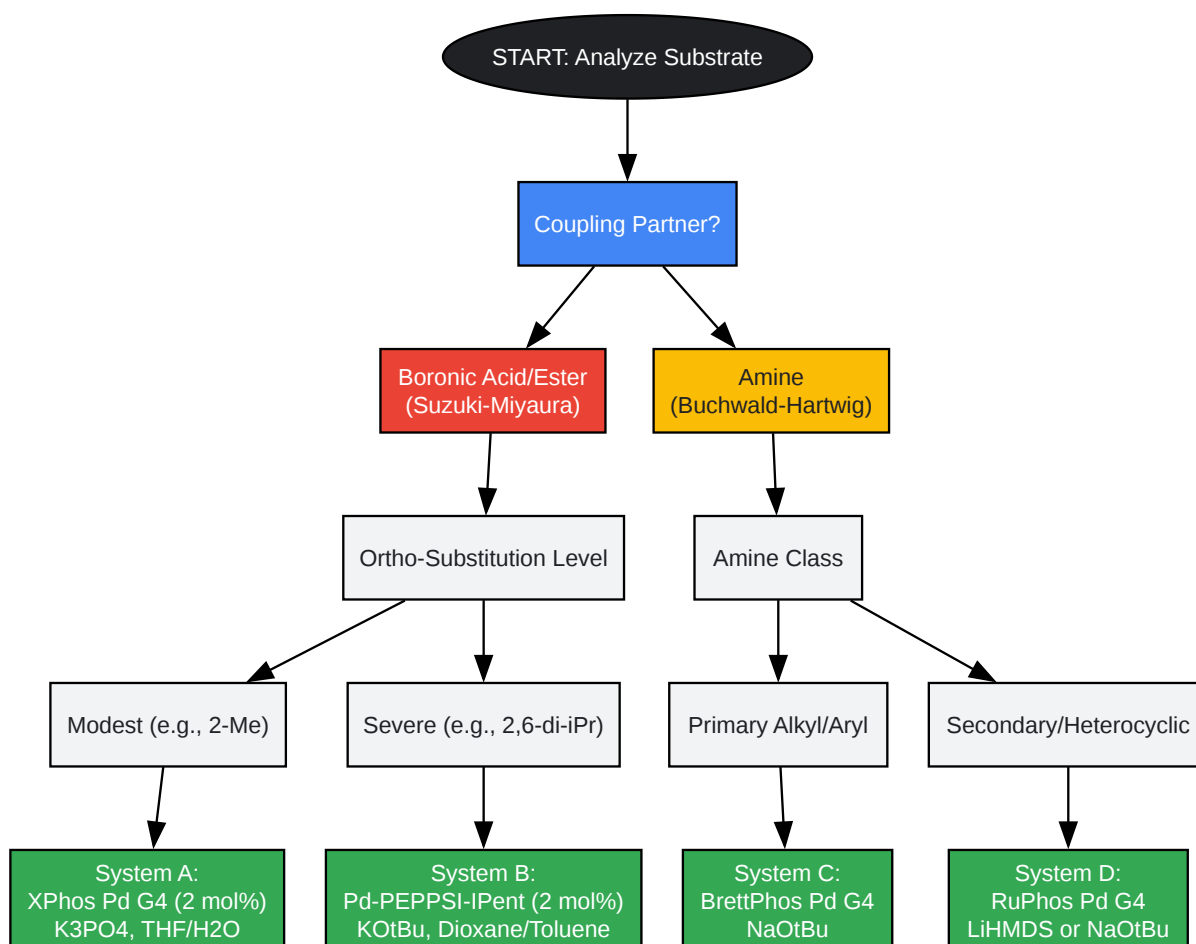 START: Analyze Substrate
Coupling Partner?
Boronic Acid/Ester
(Suzuki-Miyaura)
Amine
(Buchwald-Hartwig)
Ortho-Substitution Level
Amine Class
Modest (e.g., 2-Me)
Severe (e.g., 2,6-di-iPr)
Primary Alkyl/Aryl
Secondary/Heterocyclic
System A:
XPhos Pd G4 (2 mol%)
K3PO4, THF/H2O
System B:
Pd-PEPPSI-IPent (2 mol%)
KOtBu, Dioxane/Toluene
System C:
BrettPhos Pd G4
NaOtBu
System D:
RuPhos Pd G4
LiHMDS or NaOtBu